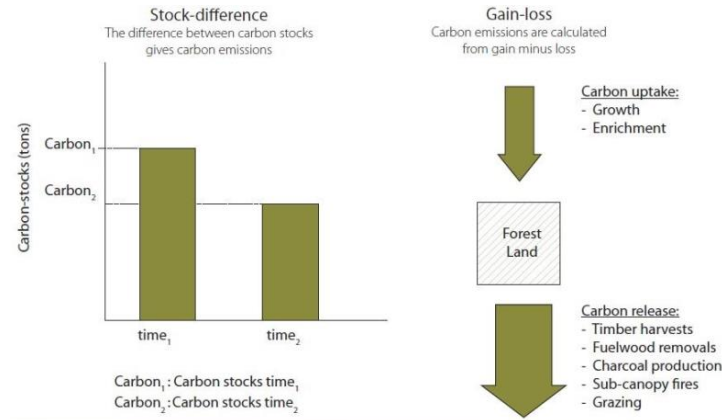 Stock-difference
The difference between carbon stocks
gives carbon emissions
Carbon-stocks (tons)
Carbon₁
Carbon₂
time₁
time₂
Carbon₁: Carbon stocks time₁
Carbon₂:Carbon stocks time₂
Gain-loss
Carbon emissions are calculated
from gain minus loss
Carbon uptake:
- Growth
- Enrichment
Forest
Land
Carbon release:
- Timber harvests
- Fuelwood removals
- Charcoal production
- Sub-canopy fires
- Grazing